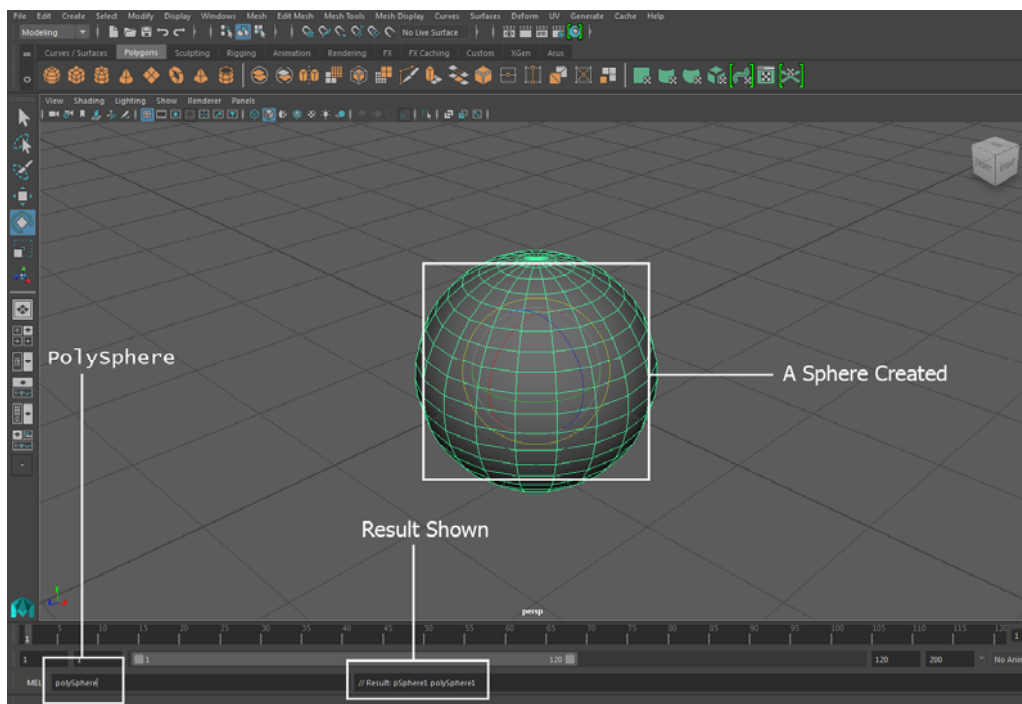 File Edit Create Select Modify Display Windows Mesh Edit Mesh Mesh Tools Mesh Display Curves Surfaces Deform UV Generate Cache Help
Modeling No Live Surface
Curves / Surfaces Polygons Sculpting Rigging Animation Rendering FX FX Caching Custom XGen Arus
View Shading Lighting Show Renderer Panels
FRONT RIGHT
PolySphere
A Sphere Created
Result Shown
persp
5 10 15 20 25 30 35 40 45 50 55 60 65 70 75 80 85 90 95 100 105 110 115 120
1 1
1 1 1 120 120 200 No Anim
MEL polySphere // Result: pSphere1 polySphere1